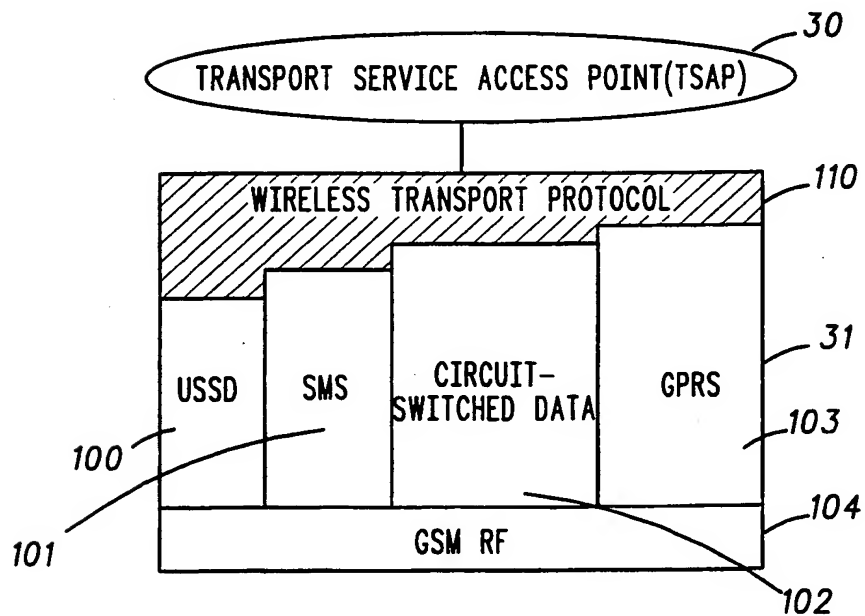 30
TRANSPORT SERVICE ACCESS POINT(TSAP)
110
WIRELESS TRANSPORT PROTOCOL
31
USSD
SMS
CIRCUIT-
SWITCHED DATA
GPRS
100
103
101
104
GSM RF
102